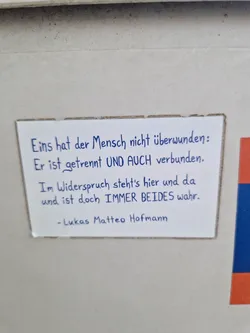 Eins hat der Mensch nicht überwunden:
Er ist getrennt UND AUCH verbunden.
Im Widerspruch steht's hier und da
und ist doch IMMER BEIDES wahr.
- Lukas Matteo Hofmann